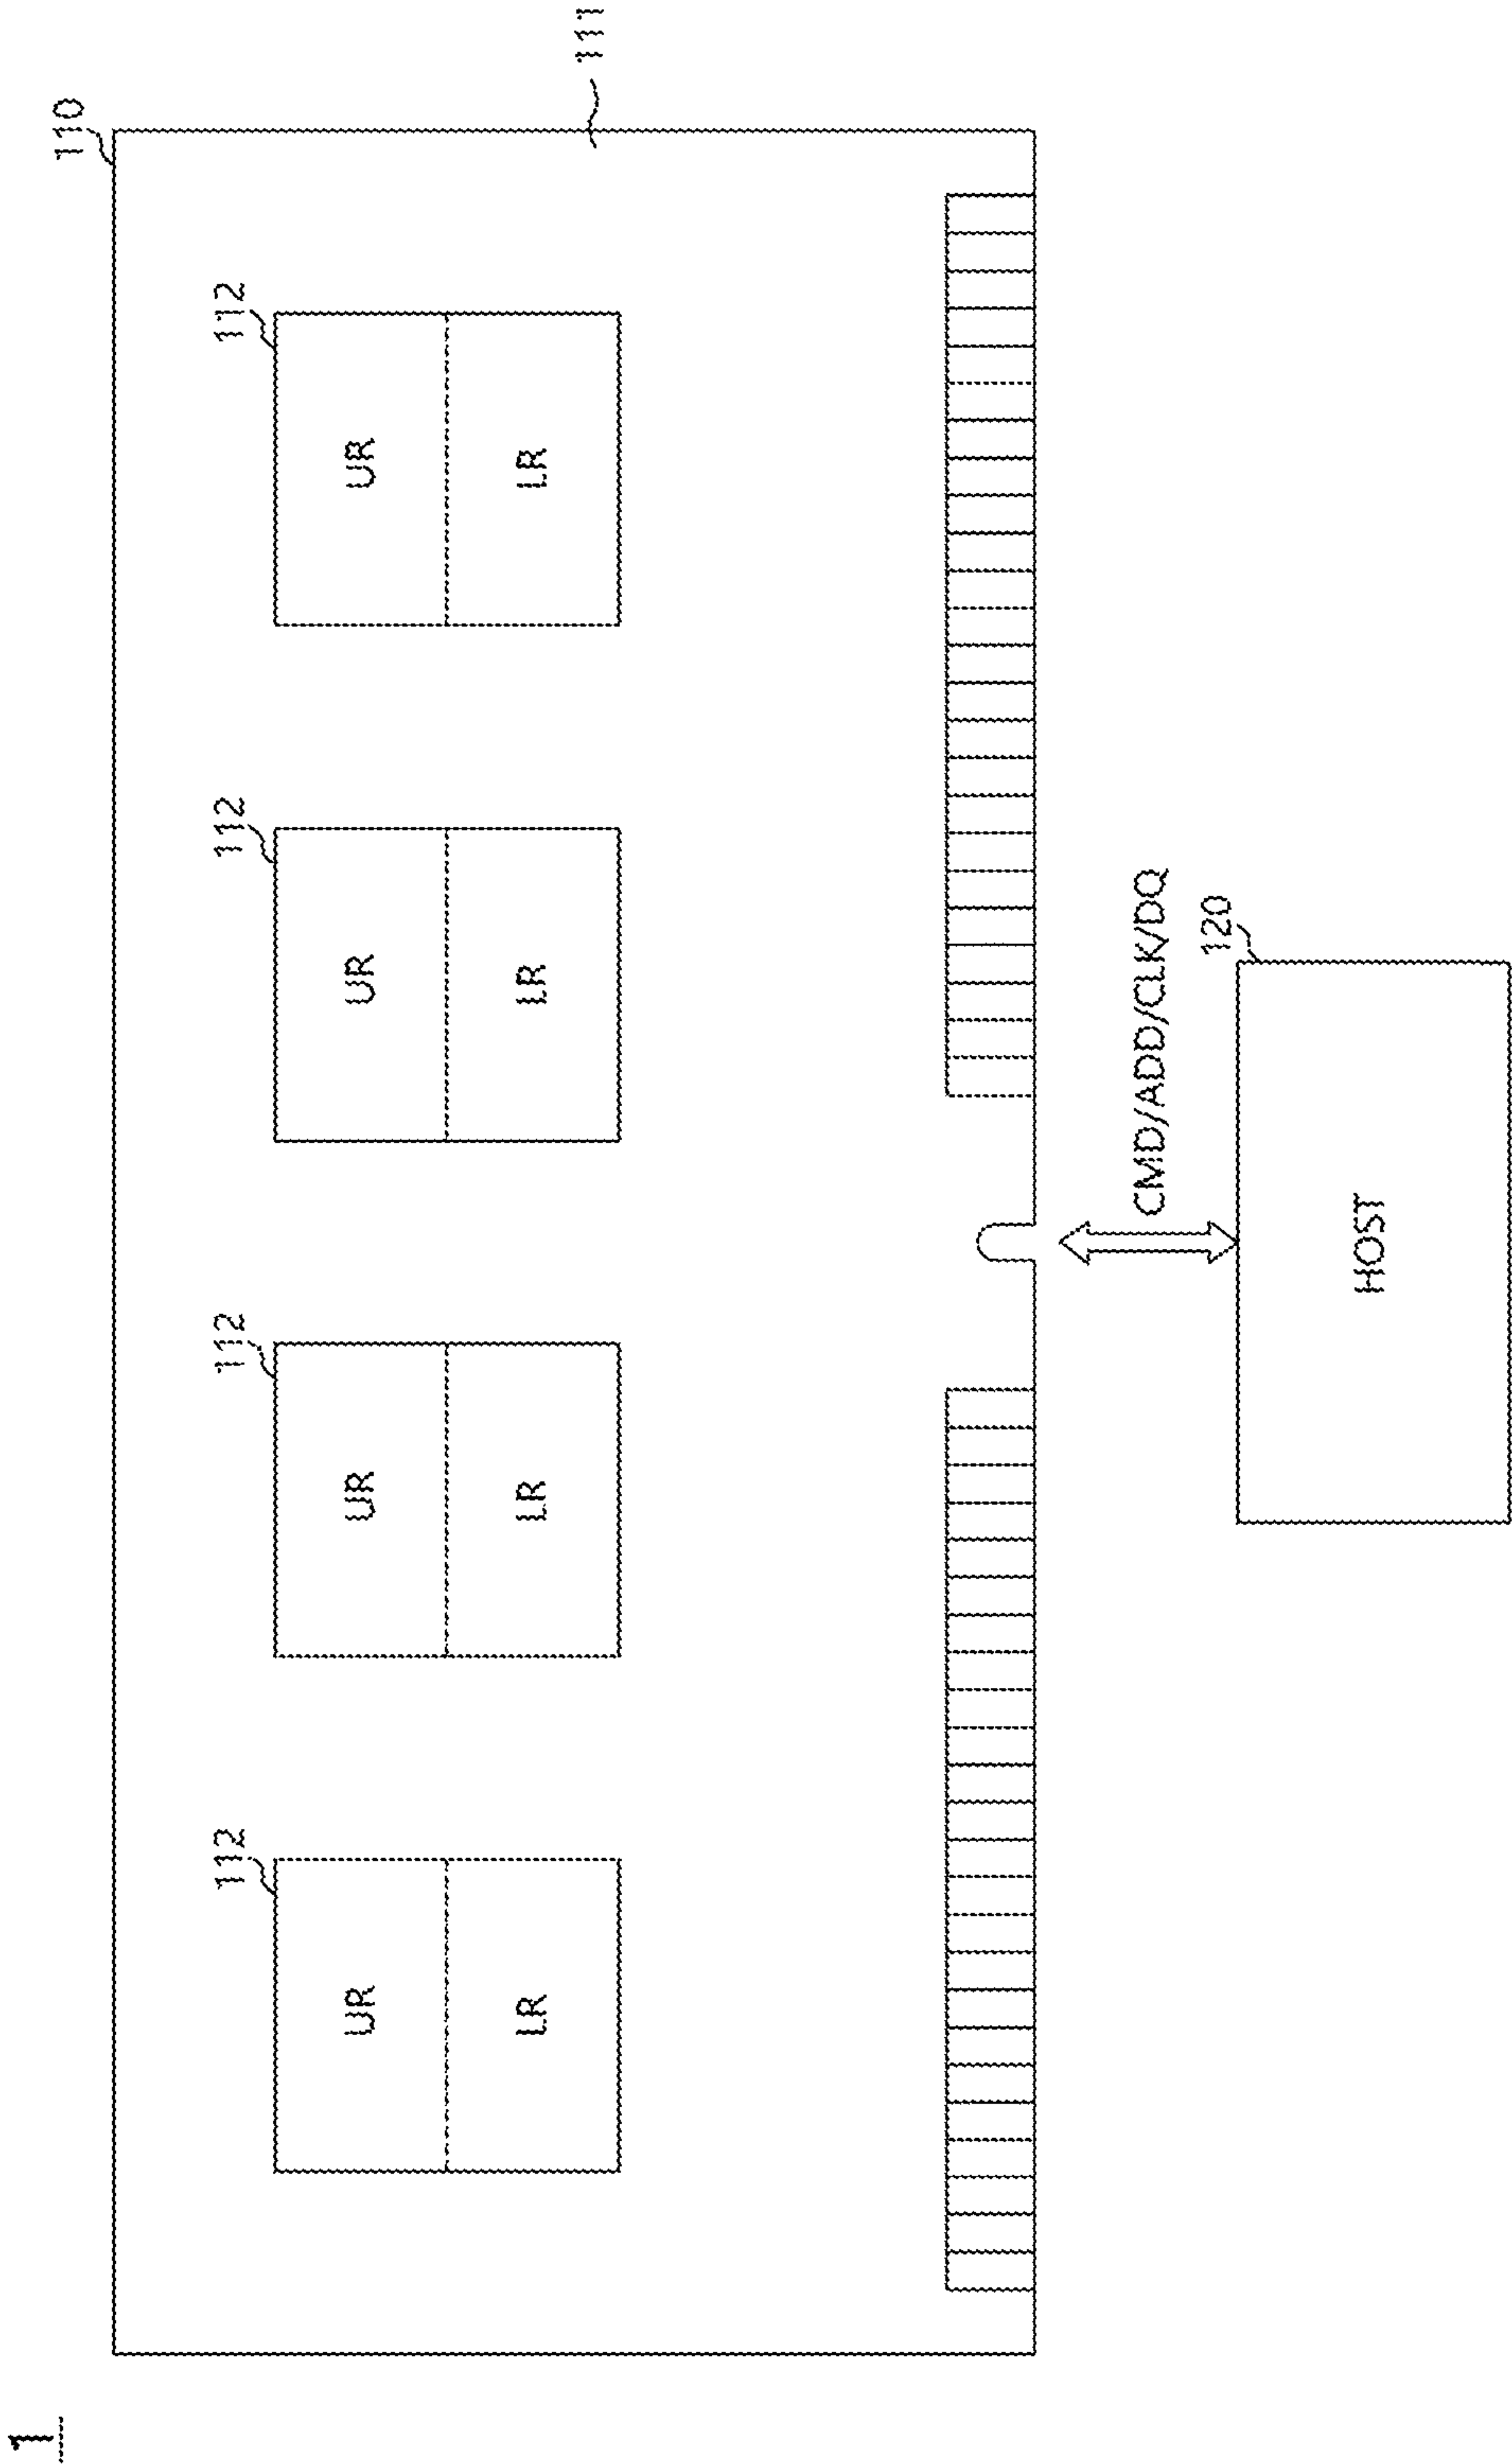 1
110
111
112 112 112 112
UR UR UR UR
LR LR LR LR
CMD/ADD/CLK/DQ
120
HOST